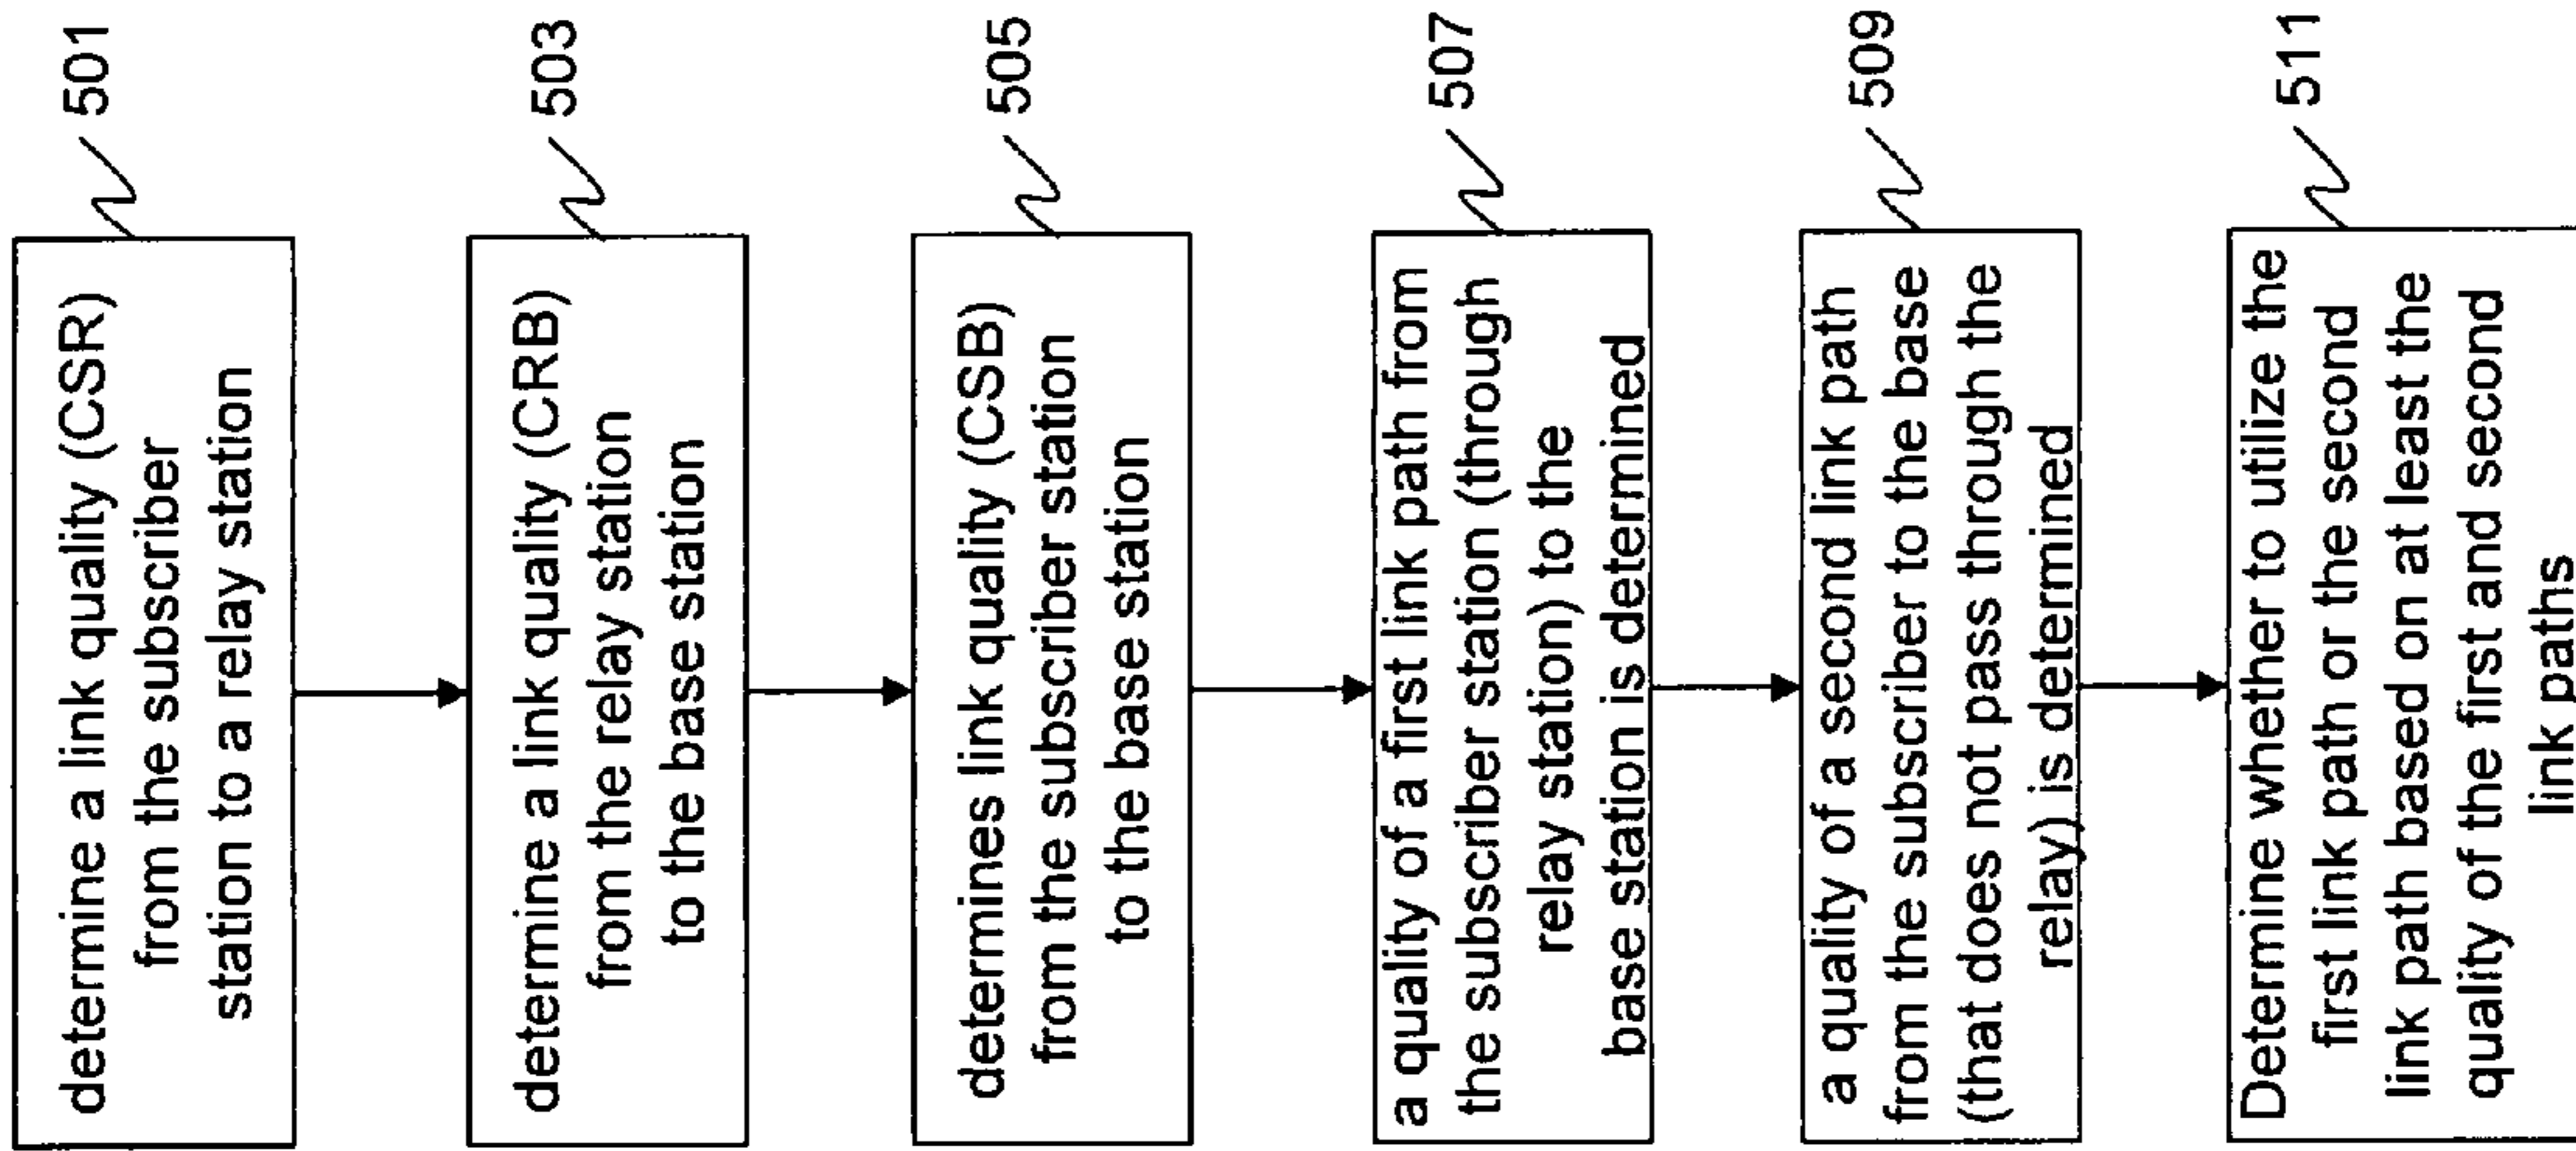 determine a link quality (CSR)
from the subscriber
station to a relay station
501
determine a link quality (CRB)
from the relay station
to the base station
503
determines link quality (CSB)
from the subscriber station
to the base station
505
a quality of a first link path from
the subscriber station (through
relay station) to the
base station is determined
507
a quality of a second link path
from the subscriber to the base
(that does not pass through the
relay) is determined
509
Determine whether to utilize the
first link path or the second
link path based on at least the
quality of the first and second
link paths
511